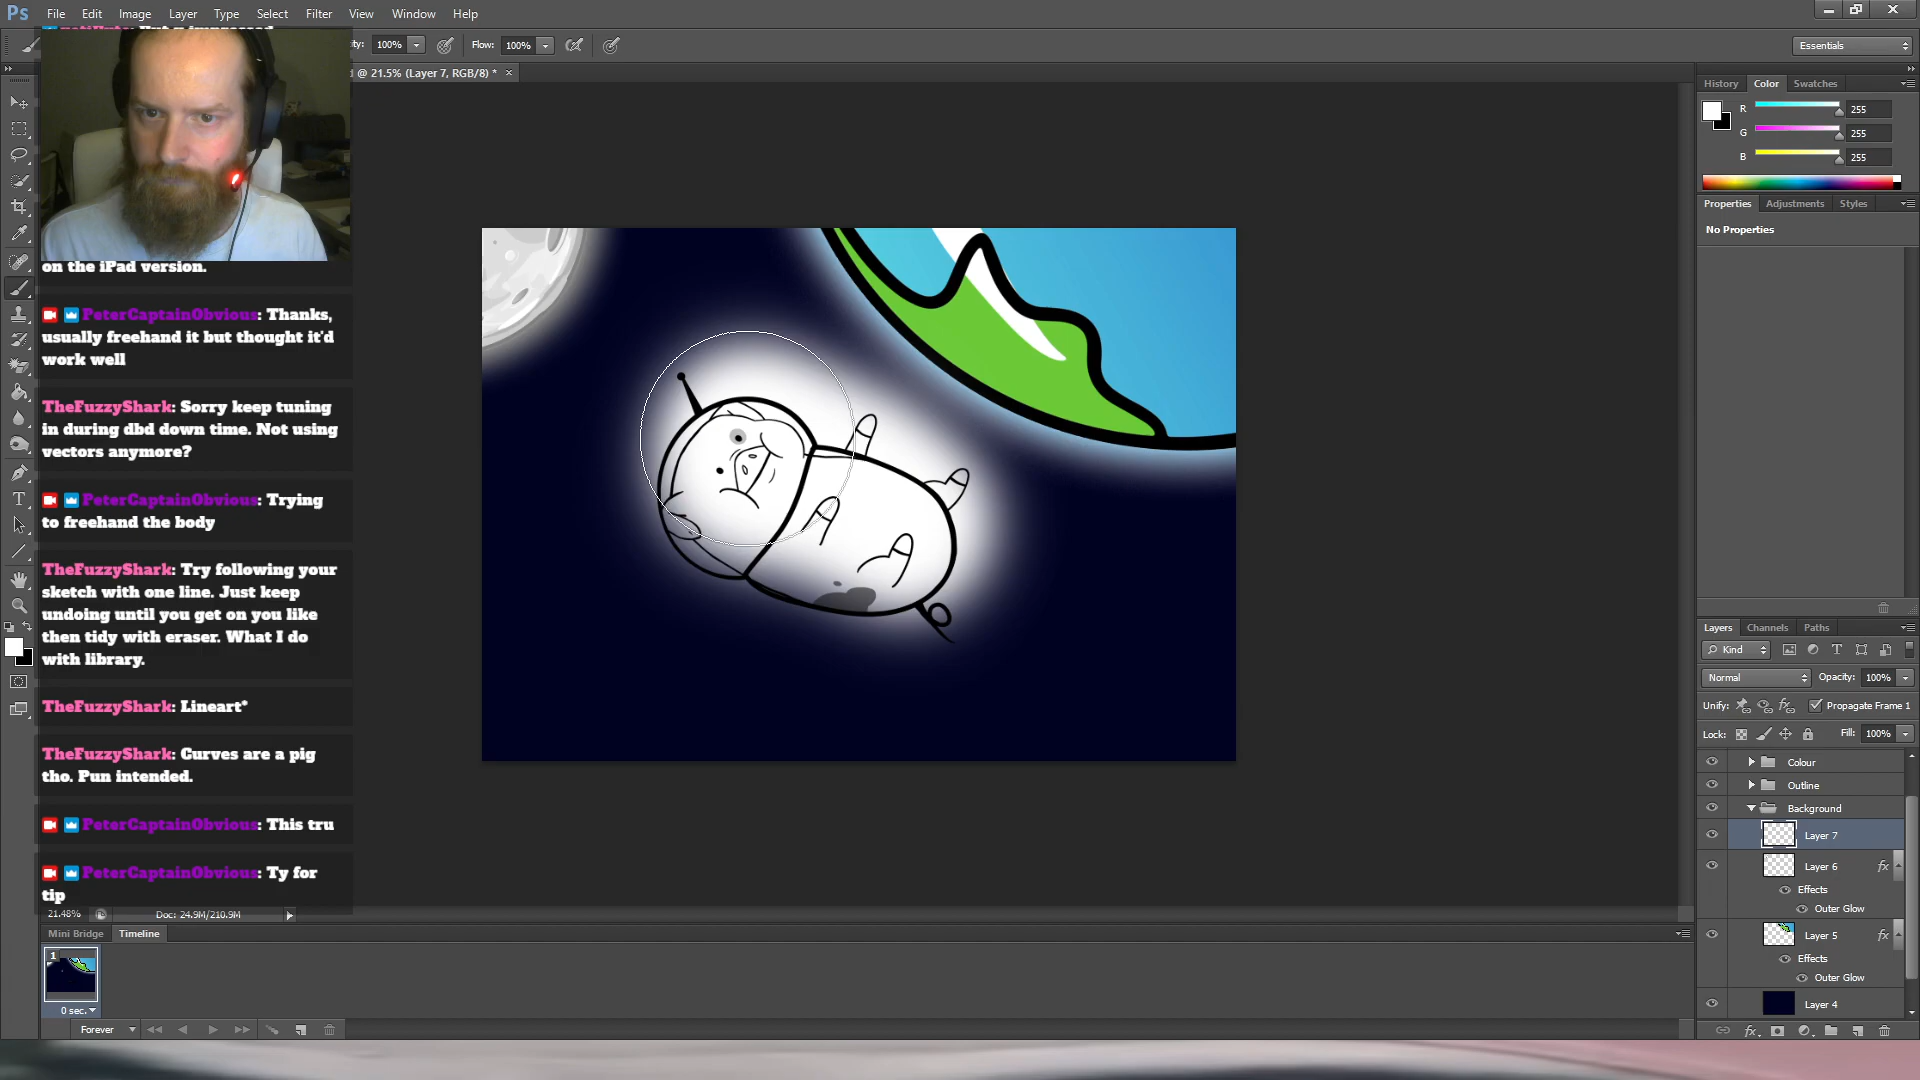 Ps File Edit Image Layer Type Select Filter View Window Help
100% Flow: 100% Essentials
@ 21.5% (Layer 7, RGB/8) * ×
on the iPad version.
PeterCaptainObvious: Thanks,
usually freehand it but thought it'd
work well
TheFuzzyShark: Sorry keep tuning
in during dbd down time. Not using
vectors anymore?
PeterCaptainObvious: Trying
to freehand the body
TheFuzzyShark: Try following your
sketch with one line. Just keep
undoing until you get on you like
then tidy with eraser. What I do
with library.
TheFuzzyShark: Lineart*
TheFuzzyShark: Curves are a pig
tho. Pun intended.
PeterCaptainObvious: This tru
PeterCaptainObvious: Ty for
tip
21.48% Doc: 24.9M/210.9M
Mini Bridge Timeline
1
0 sec.
Forever
History Color Swatches
R 255
G 255
B 255
Properties Adjustments Styles
No Properties
Layers Channels Paths
Kind
Normal Opacity: 100%
Unify: Propagate Frame 1
Lock: Fill: 100%
Colour
Outline
Background
Layer 7
Layer 6 fx
Effects
Outer Glow
Layer 5 fx
Effects
Outer Glow
Layer 4
fx